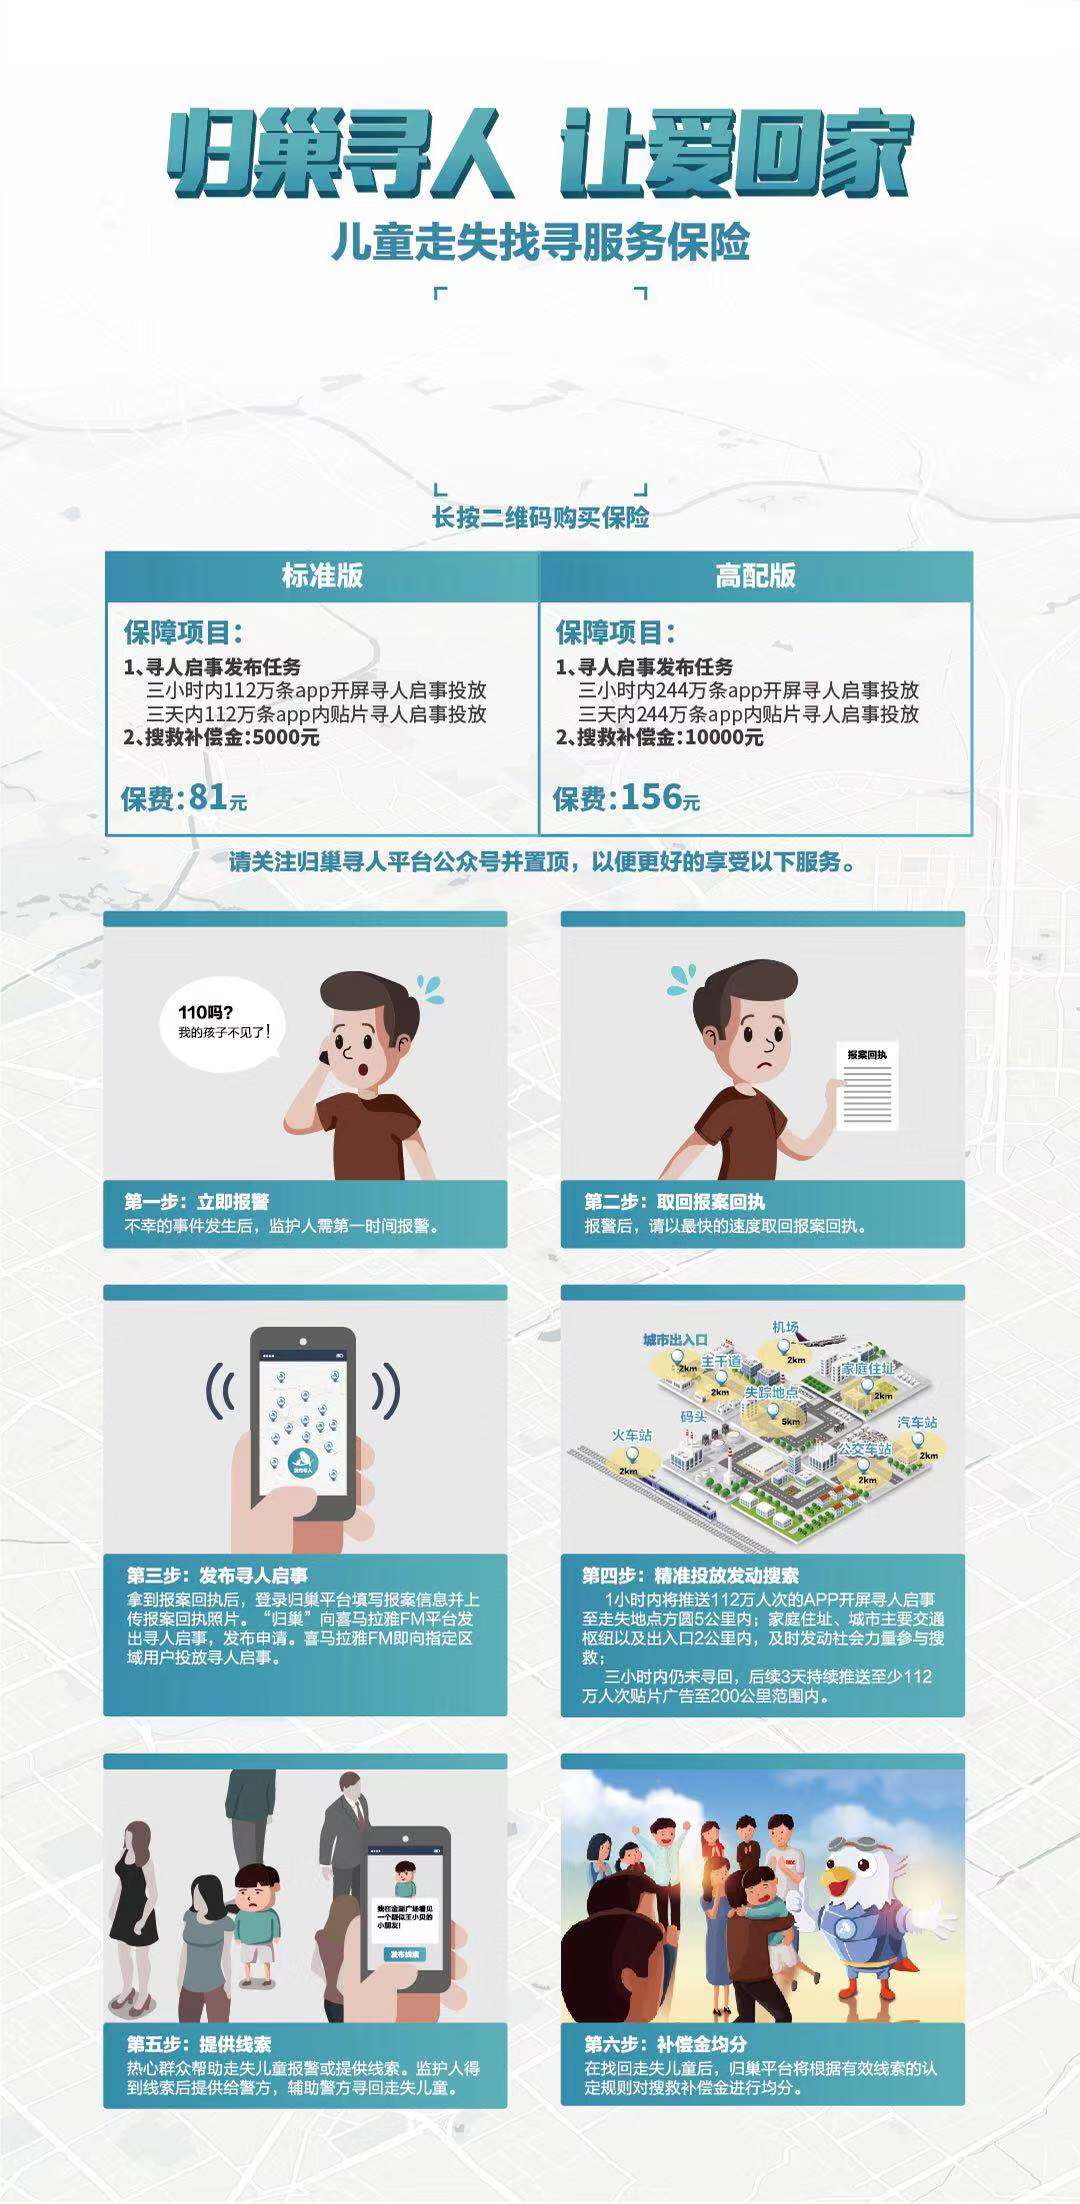 归巢寻人 让爱回家
儿童走失找寻服务保险
长按二维码购买保险
标准版
保障项目：
1、寻人启事发布任务
三小时内112万条app开屏寻人启事投放
三天内112万条app内贴片寻人启事投放
2、搜救补偿金：5000元
保费：81元
高配版
保障项目：
1、寻人启事发布任务
三小时内244万条app开屏寻人启事投放
三天内244万条app内贴片寻人启事投放
2、搜救补偿金：10000元
保费：156元
请关注归巢寻人平台公众号并置顶，以便更好的享受以下服务。
110吗？
我的孩子不见了！
第一步：立即报警
不幸的事件发生后，监护人需第一时间报警。
报案回执
第二步：取回报案回执
报警后，请以最快的速度取回报案回执。
发布寻人
第三步：发布寻人启事
拿到报案回执后，登录归巢平台填写报案信息并上
传报案回执照片。“归巢”向喜马拉雅FM平台发
出寻人启事，发布申请。喜马拉雅FM即向指定区
域用户投放寻人启事。
城市出入口
2km
主干道
2km
机场
2km
家庭住址
2km
失踪地点
5km
码头
火车站
2km
汽车站
2km
公交车站
2km
第四步：精准投放发动搜索
1小时内将推送112万人次的APP开屏寻人启事
至走失地点方圆5公里内；家庭住址、城市主要交通
枢纽以及出入口2公里内，及时发动社会力量参与搜
救；
三小时内仍未寻回，后续3天持续推送至少112
万人次贴片广告至200公里范围内。
我在金融广场看见
一个疑似王小贝的
小朋友！
发布线索
第五步：提供线索
热心群众帮助走失儿童报警或提供线索。监护人得
到线索后提供给警方，辅助警方寻回走失儿童。
第六步：补偿金均分
在找回走失儿童后，归巢平台将根据有效线索的认
定规则对搜救补偿金进行均分。